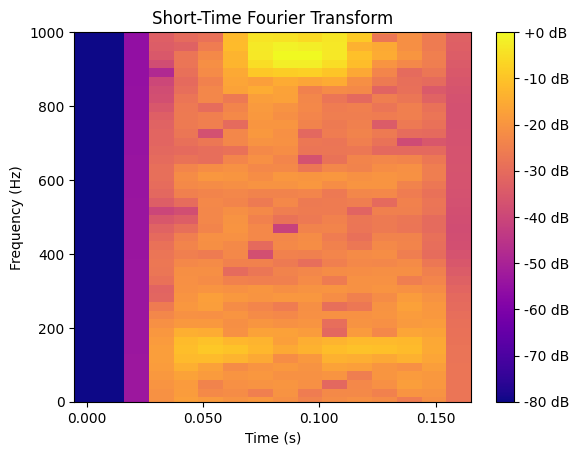 Short-Time Fourier Transform
Frequency (Hz)
1000
800
600
400
200
0
0.000
0.050
0.100
0.150
Time (s)
+0 dB
-10 dB
-20 dB
-30 dB
-40 dB
-50 dB
-60 dB
-70 dB
-80 dB